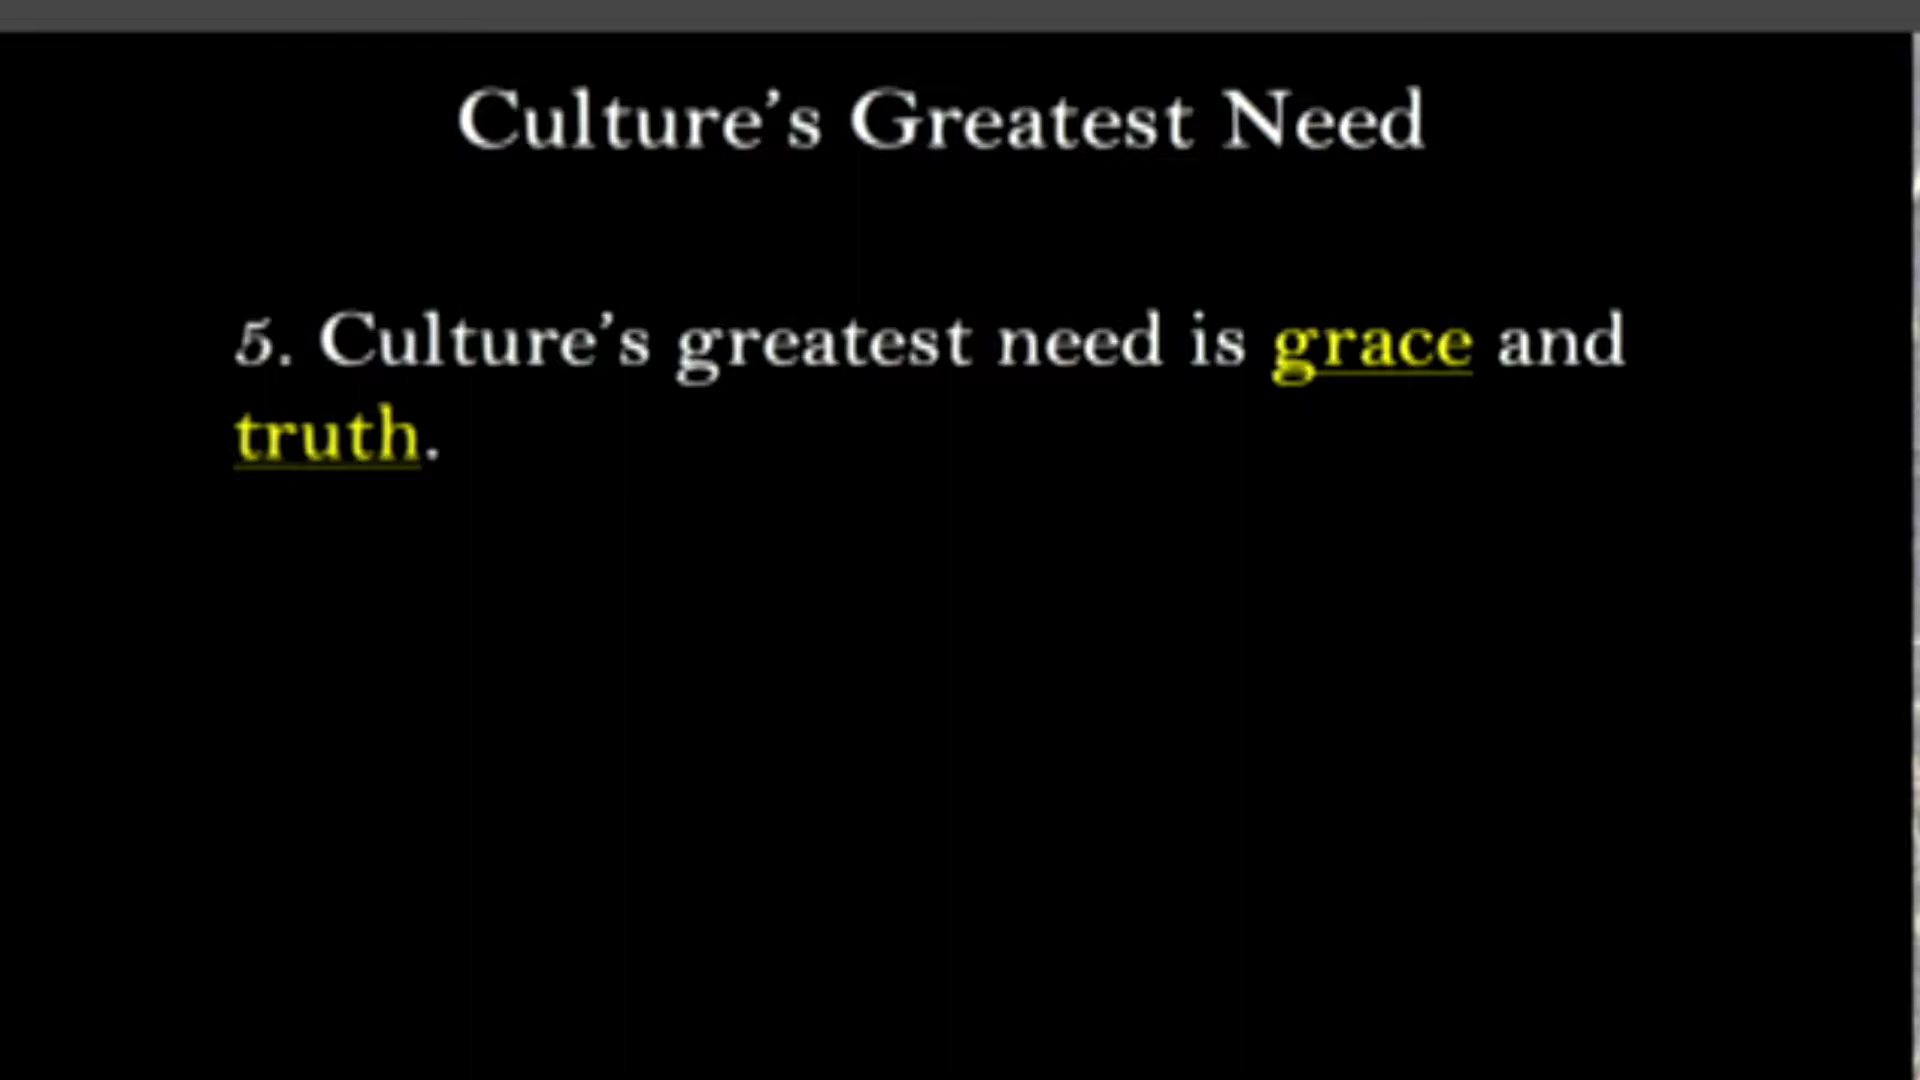 Culture’s Greatest Need
5. Culture’s greatest need is grace and
truth.